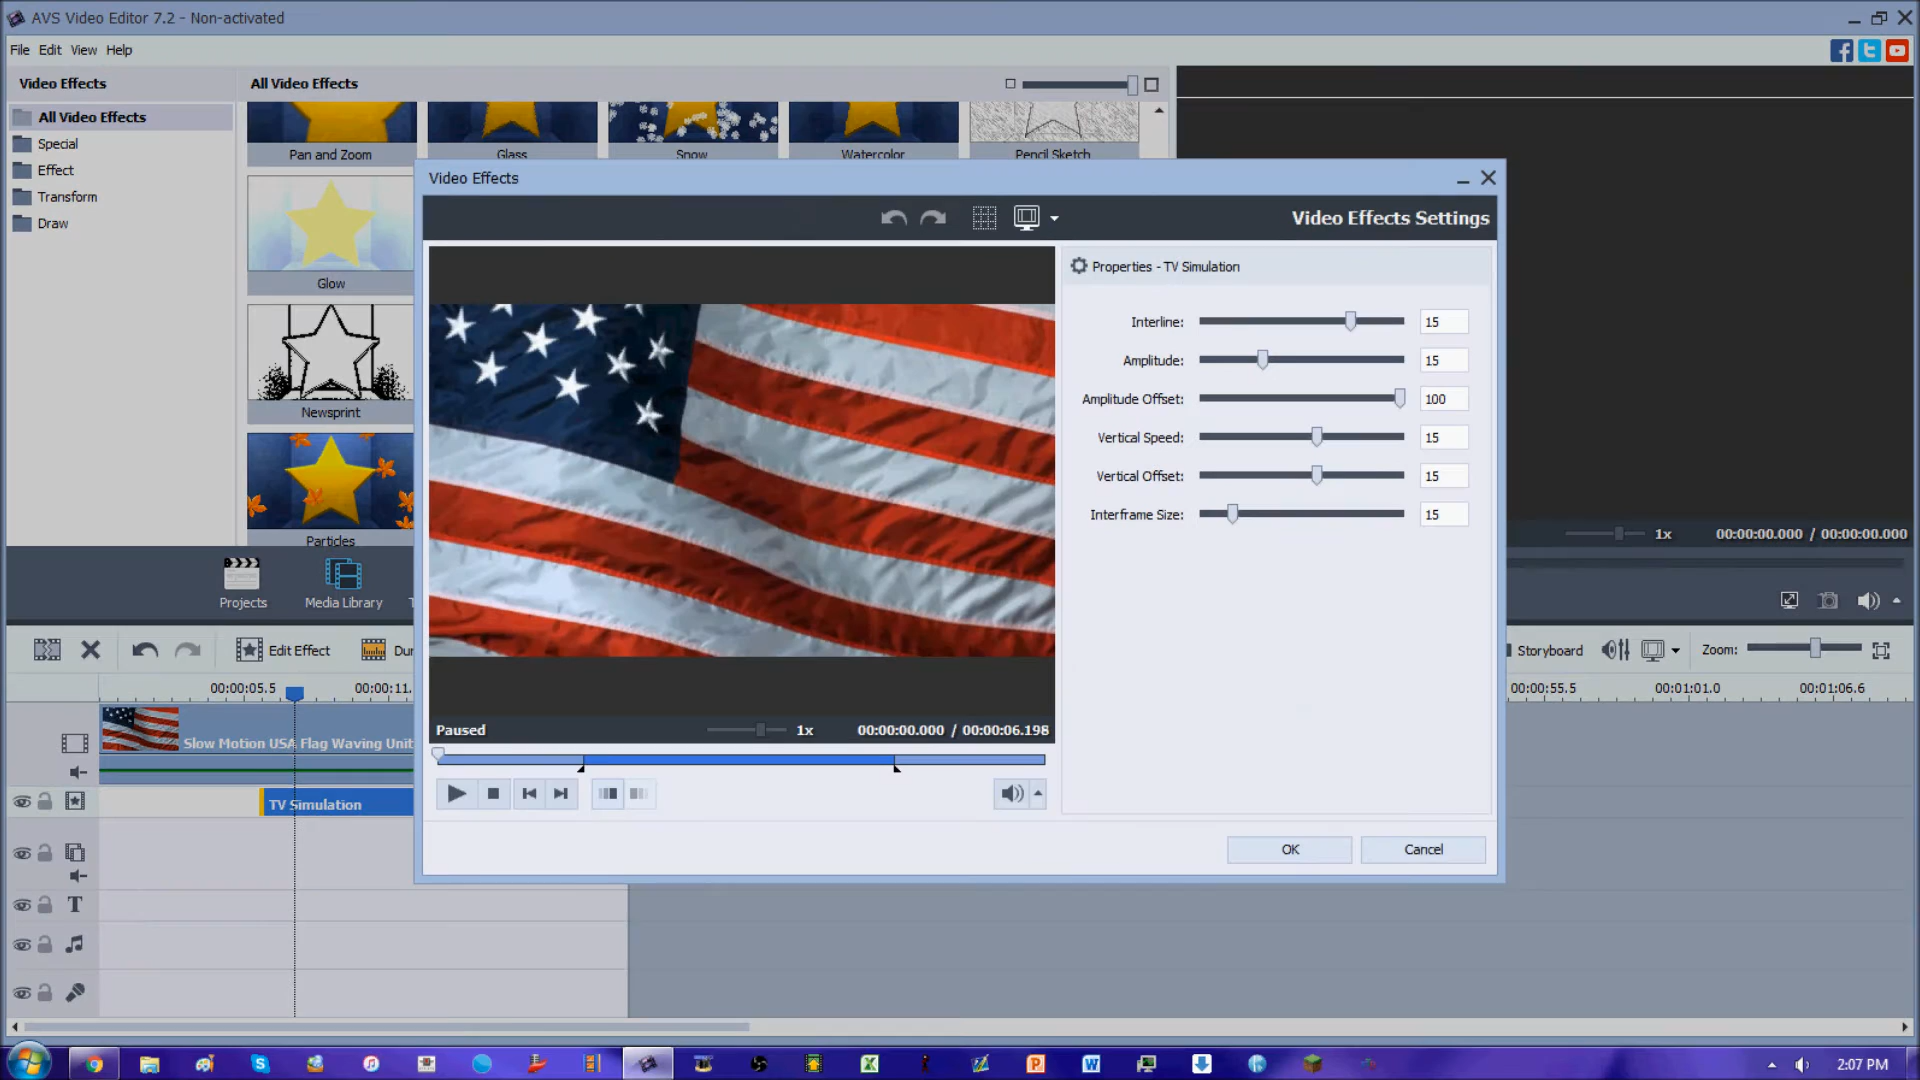 AVS Video Editor 7.2 - Non-activated
File Edit View Help
Video Effects
All Video Effects
All Video Effects
Special
Effect
Transform
Draw
Pan and Zoom
Glass
Snow
Watercolor
Pencil Sketch
Glow
Newsprint
Particles
Video Effects
Video Effects Settings
Properties - TV Simulation
Interline: 15
Amplitude: 15
Amplitude Offset: 100
Vertical Speed: 15
Vertical Offset: 15
Interframe Size: 15
Paused 1x 00:00:00.000 / 00:00:06.198
OK Cancel
1x 00:00:00.000 / 00:00:00.000
Projects
Media Library
Edit Effect
Storyboard
Zoom:
00:00:05.5
00:00:11.
00:00:55.5
00:01:01.0
00:01:06.6
Slow Motion USA Flag Waving Unit
TV Simulation
T
2:07 PM